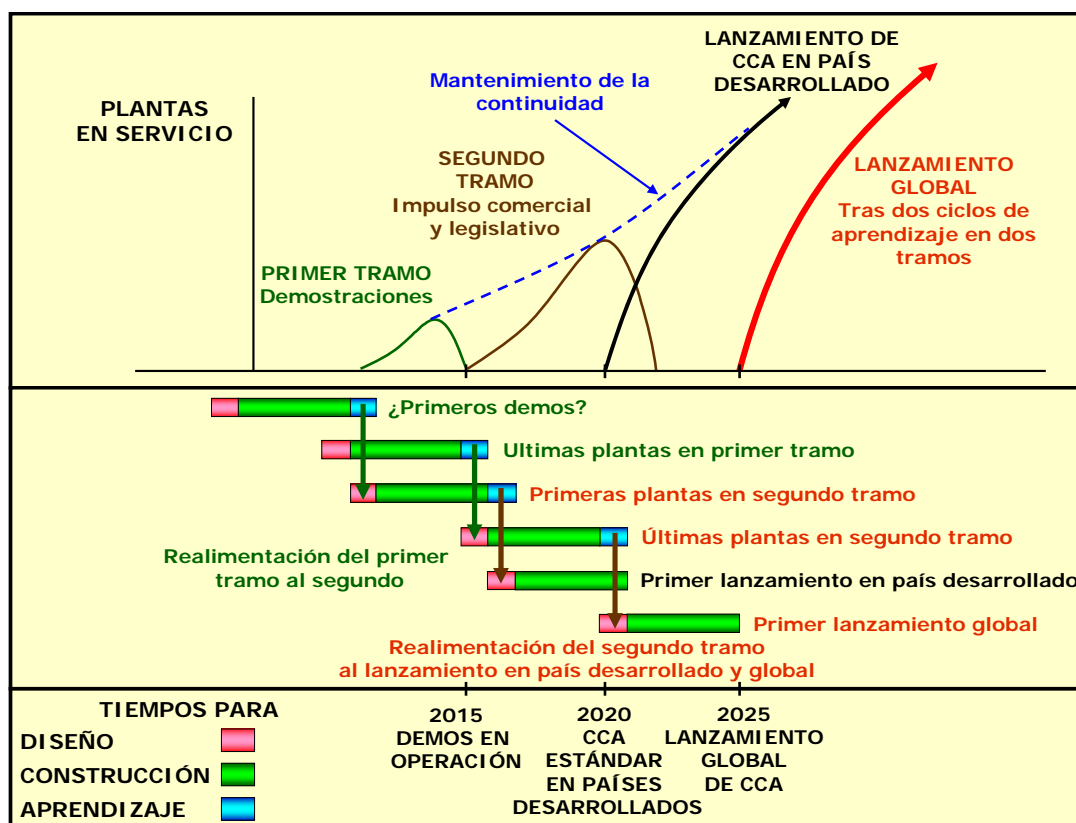 PLANTAS
EN SERVICIO
LANZAMIENTO DE
CCA EN PAÍS
DESARROLLADO
Mantenimiento de la
continuidad
SEGUNDO
TRAMO
Impulso comercial
y legislativo
LANZAMIENTO
GLOBAL
Tras dos ciclos de
aprendizaje en dos
tramos
PRIMER TRAMO
Demostraciones
¿Primeros demos?
Ultimas plantas en primer tramo
Primeras plantas en segundo tramo
Últimas plantas en segundo tramo
Realimentación del primer
tramo al segundo
Primer lanzamiento en país desarrollado
Primer lanzamiento global
Realimentación del segundo tramo
al lanzamiento en país desarrollado y global
TIEMPOS PARA
DISEÑO
CONSTRUCCIÓN
APRENDIZAJE
2015
DEMOS EN
OPERACIÓN
2020
CCA
ESTÁNDAR
EN PAÍSES
DESARROLLADOS
2025
LANZAMIENTO
GLOBAL
DE CCA